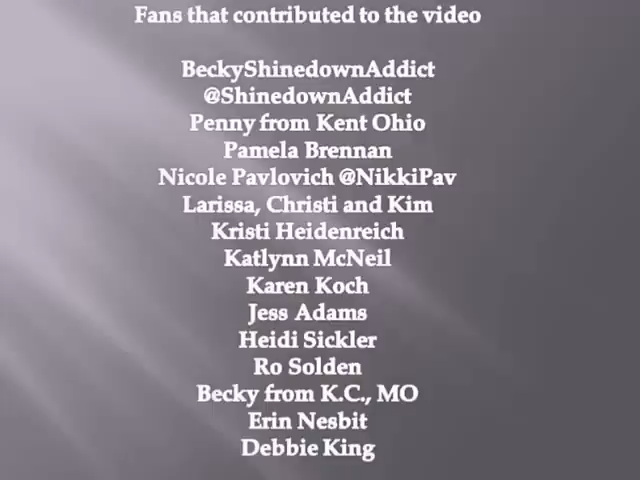 Fans that contributed to the video
BeckyShinedownAddict
@ShinedownAddict
Penny from Kent Ohio
Pamela Brennan
Nicole Pavlovich @NikkiPav
Larissa, Christi and Kim
Kristi Heidenreich
Katlynn McNeil
Karen Koch
Jess Adams
Heidi Sickler
Ro Solden
Becky from K.C., MO
Erin Nesbit
Debbie King